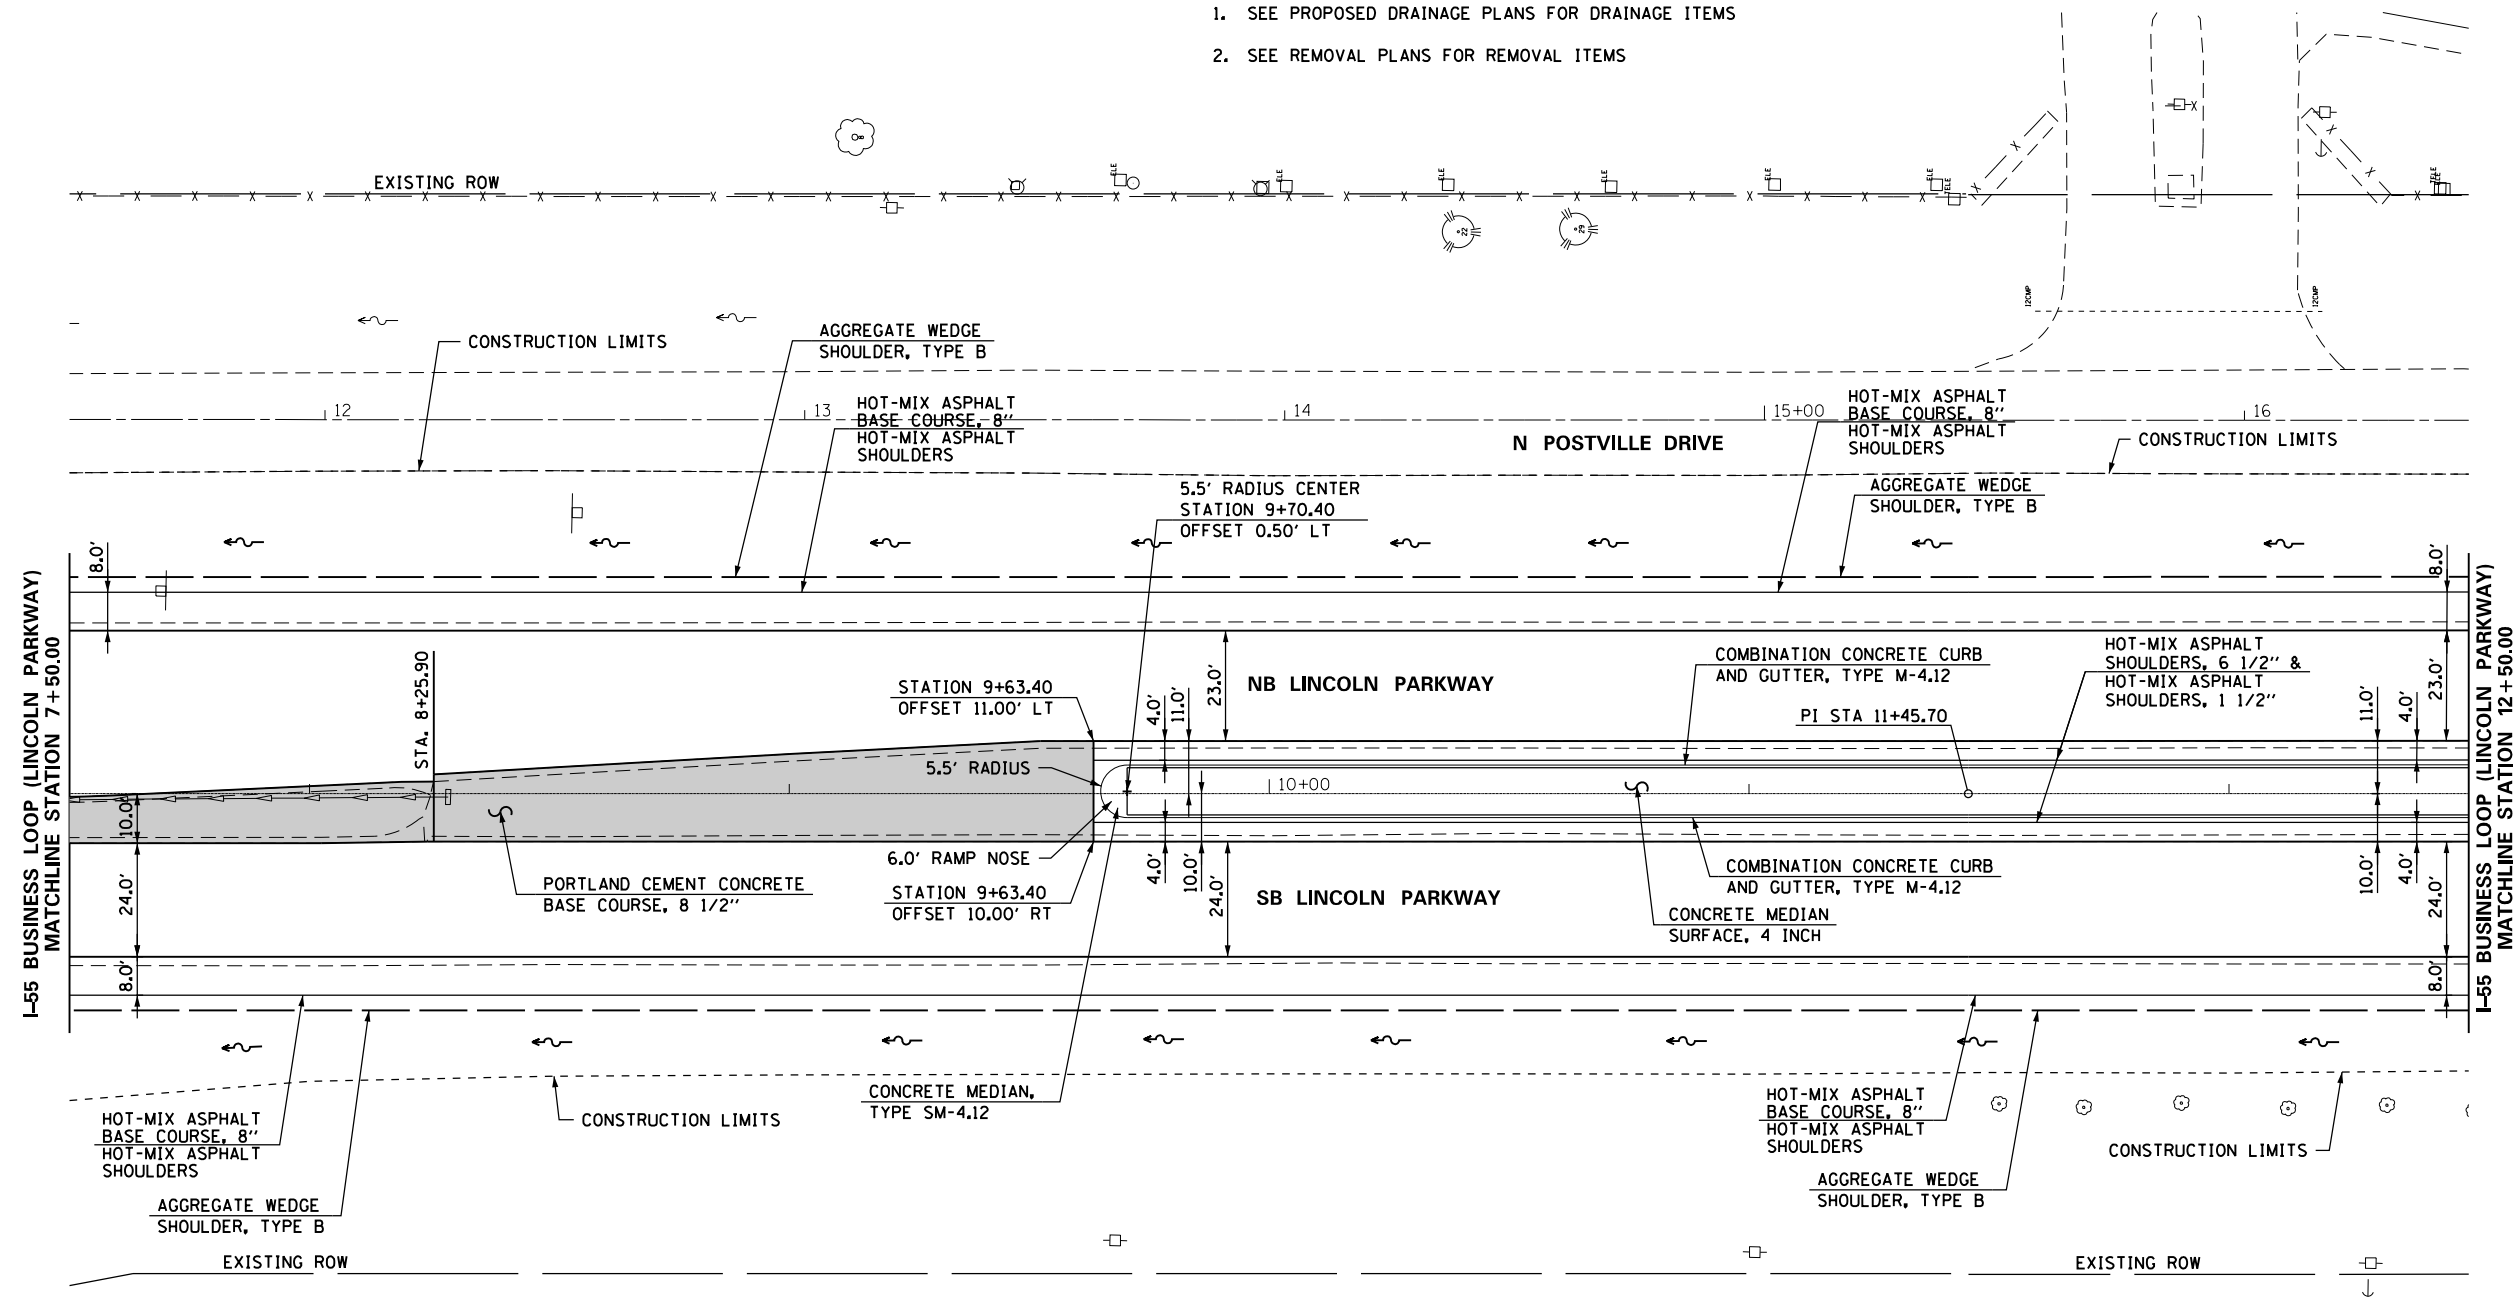 1. SEE PROPOSED DRAINAGE PLANS FOR DRAINAGE ITEMS
2. SEE REMOVAL PLANS FOR REMOVAL ITEMS
EXISTING ROW
ELE
ELE
ELE
ELE
ELE
ELE
TELE
TELE
ELE
22
29
12CMP
12CMP
CONSTRUCTION LIMITS
AGGREGATE WEDGE
SHOULDER, TYPE B
12
13
14
15+00
16
HOT-MIX ASPHALT
BASE COURSE, 8"
HOT-MIX ASPHALT
SHOULDERS
N POSTVILLE DRIVE
HOT-MIX ASPHALT
BASE COURSE, 8"
HOT-MIX ASPHALT
SHOULDERS
CONSTRUCTION LIMITS
5.5' RADIUS CENTER
STATION 9+70.40
OFFSET 0.50' LT
AGGREGATE WEDGE
SHOULDER, TYPE B
8.0'
8.0'
I-55 BUSINESS LOOP (LINCOLN PARKWAY)
MATCHLINE STATION 7+50.00
STA. 8+25.90
STATION 9+63.40
OFFSET 11.00' LT
4.0'
11.0'
23.0'
NB LINCOLN PARKWAY
COMBINATION CONCRETE CURB
AND GUTTER, TYPE M-4.12
HOT-MIX ASPHALT
SHOULDERS, 6 1/2" &
HOT-MIX ASPHALT
SHOULDERS, 1 1/2"
PI STA 11+45.70
11.0'
4.0'
23.0'
I-55 BUSINESS LOOP (LINCOLN PARKWAY)
MATCHLINE STATION 12+50.00
5.5' RADIUS
10+00
10.0'
24.0'
8.0'
PORTLAND CEMENT CONCRETE
BASE COURSE, 8 1/2"
6.0' RAMP NOSE
STATION 9+63.40
OFFSET 10.00' RT
4.0'
10.0'
24.0'
SB LINCOLN PARKWAY
COMBINATION CONCRETE CURB
AND GUTTER, TYPE M-4.12
CONCRETE MEDIAN
SURFACE, 4 INCH
10.0'
4.0'
24.0'
8.0'
CONCRETE MEDIAN,
TYPE SM-4.12
HOT-MIX ASPHALT
BASE COURSE, 8"
HOT-MIX ASPHALT
SHOULDERS
CONSTRUCTION LIMITS
HOT-MIX ASPHALT
BASE COURSE, 8"
HOT-MIX ASPHALT
SHOULDERS
CONSTRUCTION LIMITS
AGGREGATE WEDGE
SHOULDER, TYPE B
AGGREGATE WEDGE
SHOULDER, TYPE B
EXISTING ROW
EXISTING ROW